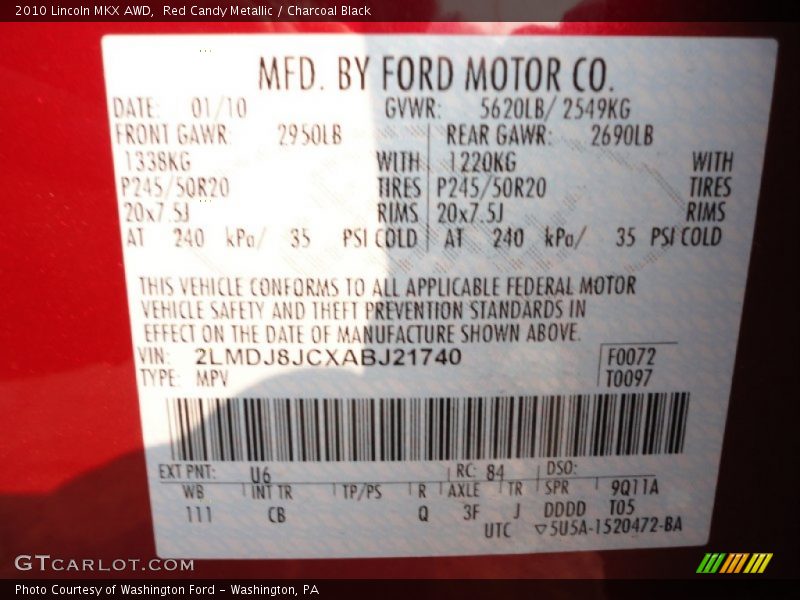 2010 Lincoln MKX AWD,  Red Candy Metallic / Charcoal Black
MFD. BY FORD MOTOR CO.
DATE: 01/10 GVWR: 5620LB/ 2549KG
FRONT GAWR: 2950LB REAR GAWR: 2690LB
1338KG WITH 1220KG WITH
P245/50R20 TIRES P245/50R20 TIRES
20x7.5J RIMS 20x7.5J RIMS
AT 240 kPa/ 35 PSI COLD AT 240 kPa/ 35 PSI COLD
THIS VEHICLE CONFORMS TO ALL APPLICABLE FEDERAL MOTOR
VEHICLE SAFETY AND THEFT PREVENTION STANDARDS IN
EFFECT ON THE DATE OF MANUFACTURE SHOWN ABOVE.
VIN: 2LMDJ8JCXABJ21740 F0072
TYPE: MPV T0097
EXT PNT: U6 RC: 84 DSO:
WB INT TR TP/PS R AXLE TR SPR 9Q11A
111 CB Q 3F J DDDD T05
UTC ▽5U5A-1520472-BA
GTCARLOT.COM
Photo Courtesy of Washington Ford - Washington, PA